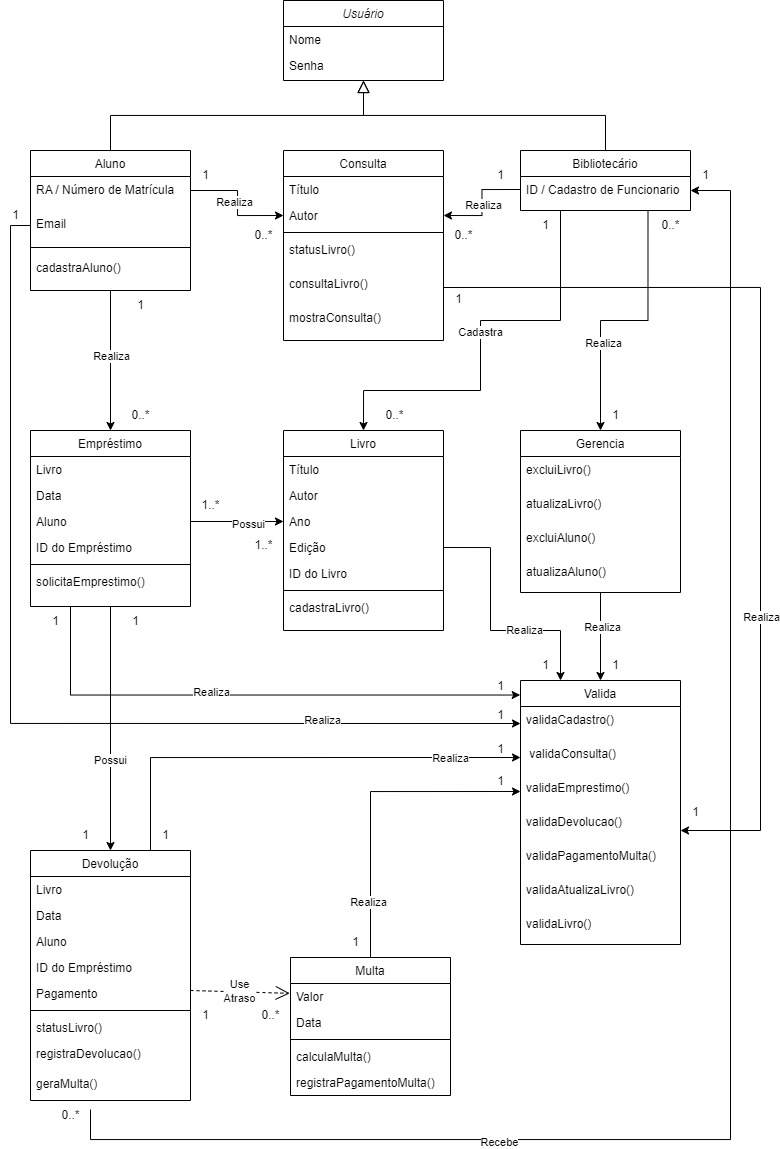 Usuário
Nome
Senha
Aluno
RA / Número de Matrícula
Email
cadastraAluno()
1
Realiza
0..*
Consulta
Título
Autor
statusLivro()
consultaLivro()
mostraConsulta()
1
Realiza
0..*
Bibliotecário
ID / Cadastro de Funcionario
1
1
1
0..*
1
1
Cadastra
0..*
Realiza
1
Realiza
0..*
Empréstimo
Livro
Data
Aluno
ID do Empréstimo
solicitaEmprestimo()
1..*
Possui
1..*
Livro
Título
Autor
Ano
Edição
ID do Livro
cadastraLivro()
Gerencia
excluiLivro()
atualizaLivro()
excluiAluno()
atualizaAluno()
Realiza
1
1
Realiza
1
Realiza
1
Realiza
1
Realiza
1
Valida
validaCadastro()
validaConsulta()
validaEmprestimo()
validaDevolucao()
validaPagamentoMulta()
validaAtualizaLivro()
validaLivro()
1
Possui
1
1
Realiza
1
1
Realiza
1
Devolução
Livro
Data
Aluno
ID do Empréstimo
Pagamento
statusLivro()
registraDevolucao()
geraMulta()
Use
Atraso
1
0..*
Multa
Valor
Data
calculaMulta()
registraPagamentoMulta()
0..*
Recebe